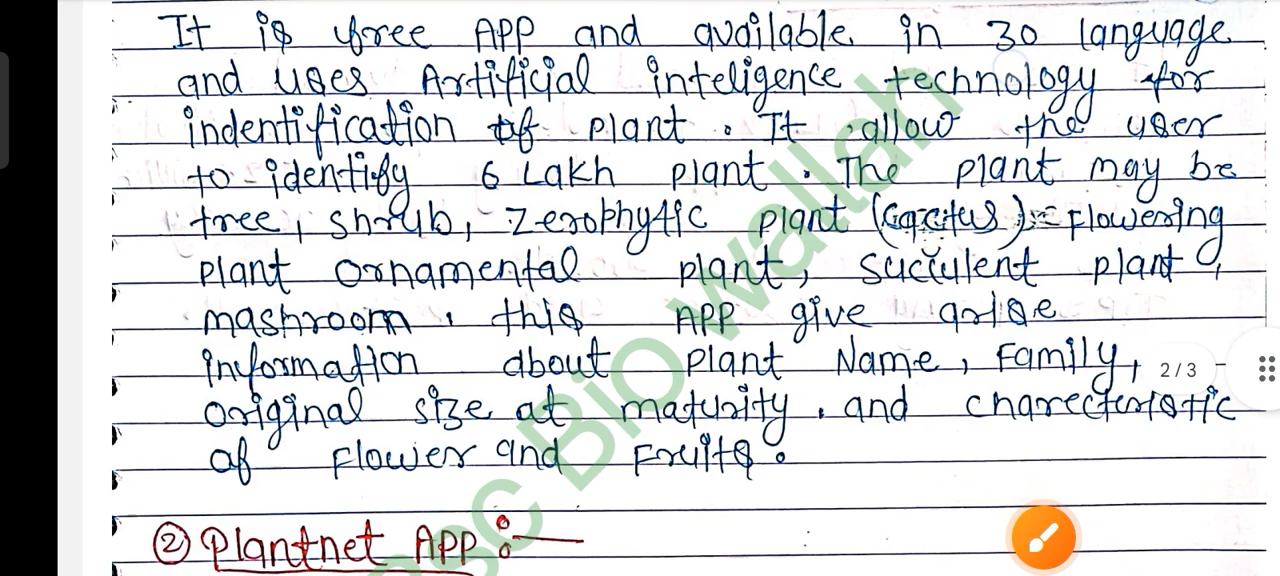 It is free APP and available in 30 language
and uses Artificial inteligence technology for
indentification of plant. It allow the user
to identify 6 Lakh plant. The plant may be
tree, shrub, Zerophytic plant (cactus) Flowering
plant ornamental plant, succulent plant,
mashroom, this APP give
information about plant Name, Family,
2/3
original size at maturity, and charecteristic
of Flower and Fruits.
② Plantnet APP :—
SC Bio wallah